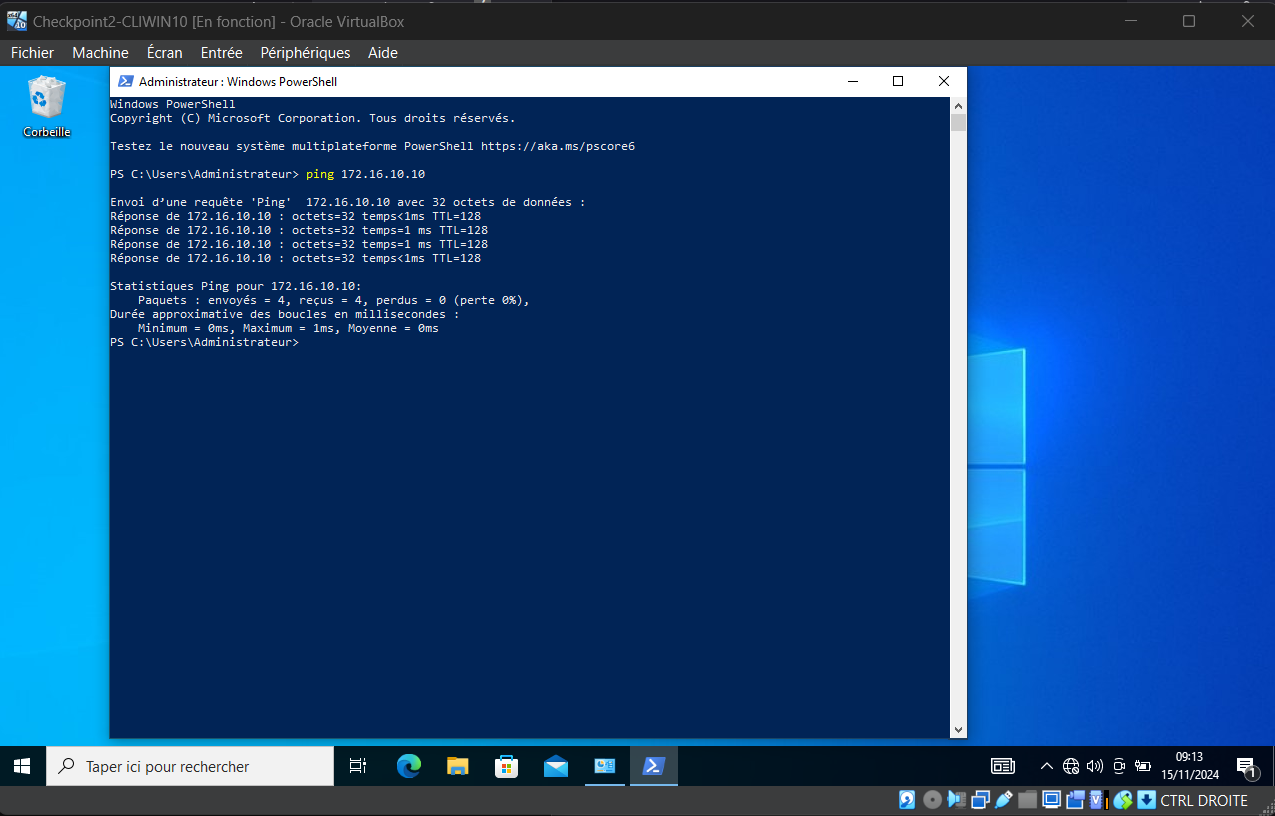 Checkpoint2-CLIWIN10 [En fonction] - Oracle VirtualBox
Fichier Machine Écran Entrée Périphériques Aide
Corbeille
Administrateur : Windows PowerShell
Windows PowerShell
Copyright (C) Microsoft Corporation. Tous droits réservés.
Testez le nouveau système multiplateforme PowerShell https://aka.ms/pscore6
PS C:\Users\Administrateur> ping 172.16.10.10
Envoi d’une requête 'Ping'  172.16.10.10 avec 32 octets de données :
Réponse de 172.16.10.10 : octets=32 temps<1ms TTL=128
Réponse de 172.16.10.10 : octets=32 temps=1 ms TTL=128
Réponse de 172.16.10.10 : octets=32 temps=1 ms TTL=128
Réponse de 172.16.10.10 : octets=32 temps<1ms TTL=128
Statistiques Ping pour 172.16.10.10:
    Paquets : envoyés = 4, reçus = 4, perdus = 0 (perte 0%),
Durée approximative des boucles en millisecondes :
    Minimum = 0ms, Maximum = 1ms, Moyenne = 0ms
PS C:\Users\Administrateur>
Taper ici pour rechercher
09:13
15/11/2024
1
CTRL DROITE